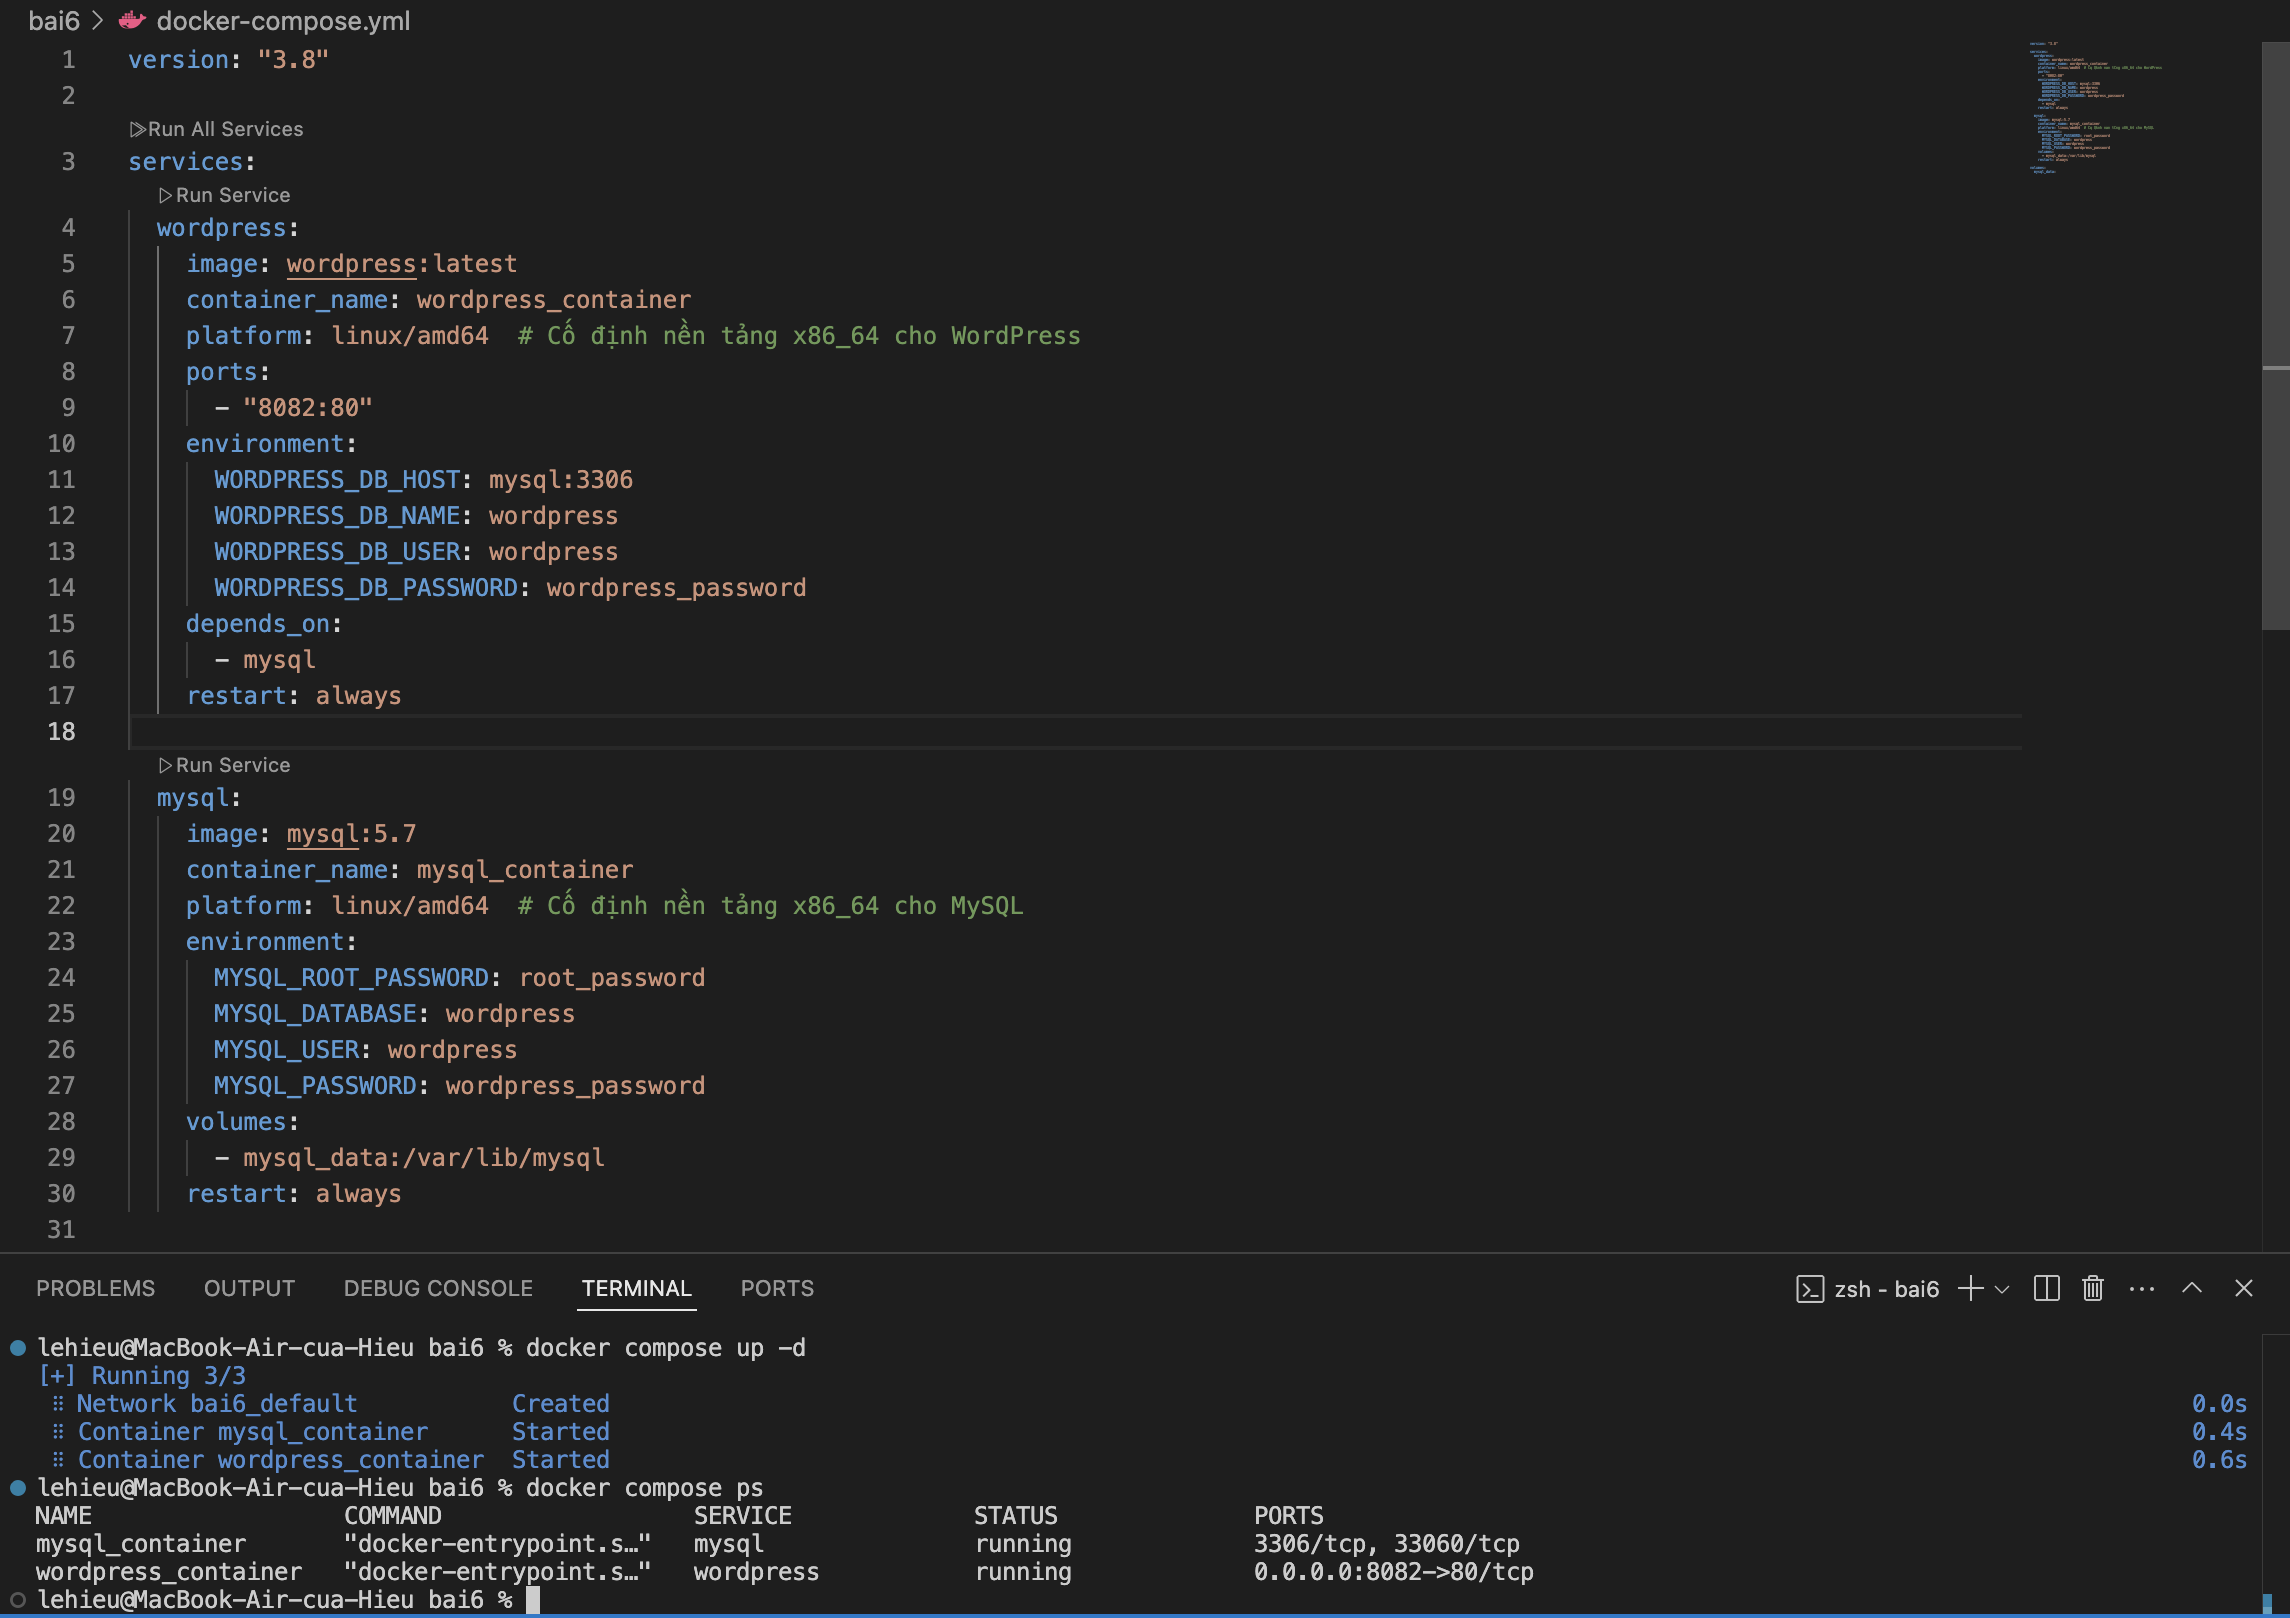 bai6 > docker-compose.yml
1 version: "3.8"
2
Run All Services
3 services:
Run Service
4 wordpress:
5 image: wordpress:latest
6 container_name: wordpress_container
7 platform: linux/amd64  # Cố định nền tảng x86_64 cho WordPress
8 ports:
9 - "8082:80"
10 environment:
11 WORDPRESS_DB_HOST: mysql:3306
12 WORDPRESS_DB_NAME: wordpress
13 WORDPRESS_DB_USER: wordpress
14 WORDPRESS_DB_PASSWORD: wordpress_password
15 depends_on:
16 - mysql
17 restart: always
18
Run Service
19 mysql:
20 image: mysql:5.7
21 container_name: mysql_container
22 platform: linux/amd64  # Cố định nền tảng x86_64 cho MySQL
23 environment:
24 MYSQL_ROOT_PASSWORD: root_password
25 MYSQL_DATABASE: wordpress
26 MYSQL_USER: wordpress
27 MYSQL_PASSWORD: wordpress_password
28 volumes:
29 - mysql_data:/var/lib/mysql
30 restart: always
31
PROBLEMS OUTPUT DEBUG CONSOLE TERMINAL PORTS zsh - bai6
lehieu@MacBook-Air-cua-Hieu bai6 % docker compose up -d
[+] Running 3/3
⠿ Network bai6_default Created 0.0s
⠿ Container mysql_container Started 0.4s
⠿ Container wordpress_container Started 0.6s
lehieu@MacBook-Air-cua-Hieu bai6 % docker compose ps
NAME COMMAND SERVICE STATUS PORTS
mysql_container "docker-entrypoint.s…" mysql running 3306/tcp, 33060/tcp
wordpress_container "docker-entrypoint.s…" wordpress running 0.0.0.0:8082->80/tcp
lehieu@MacBook-Air-cua-Hieu bai6 %